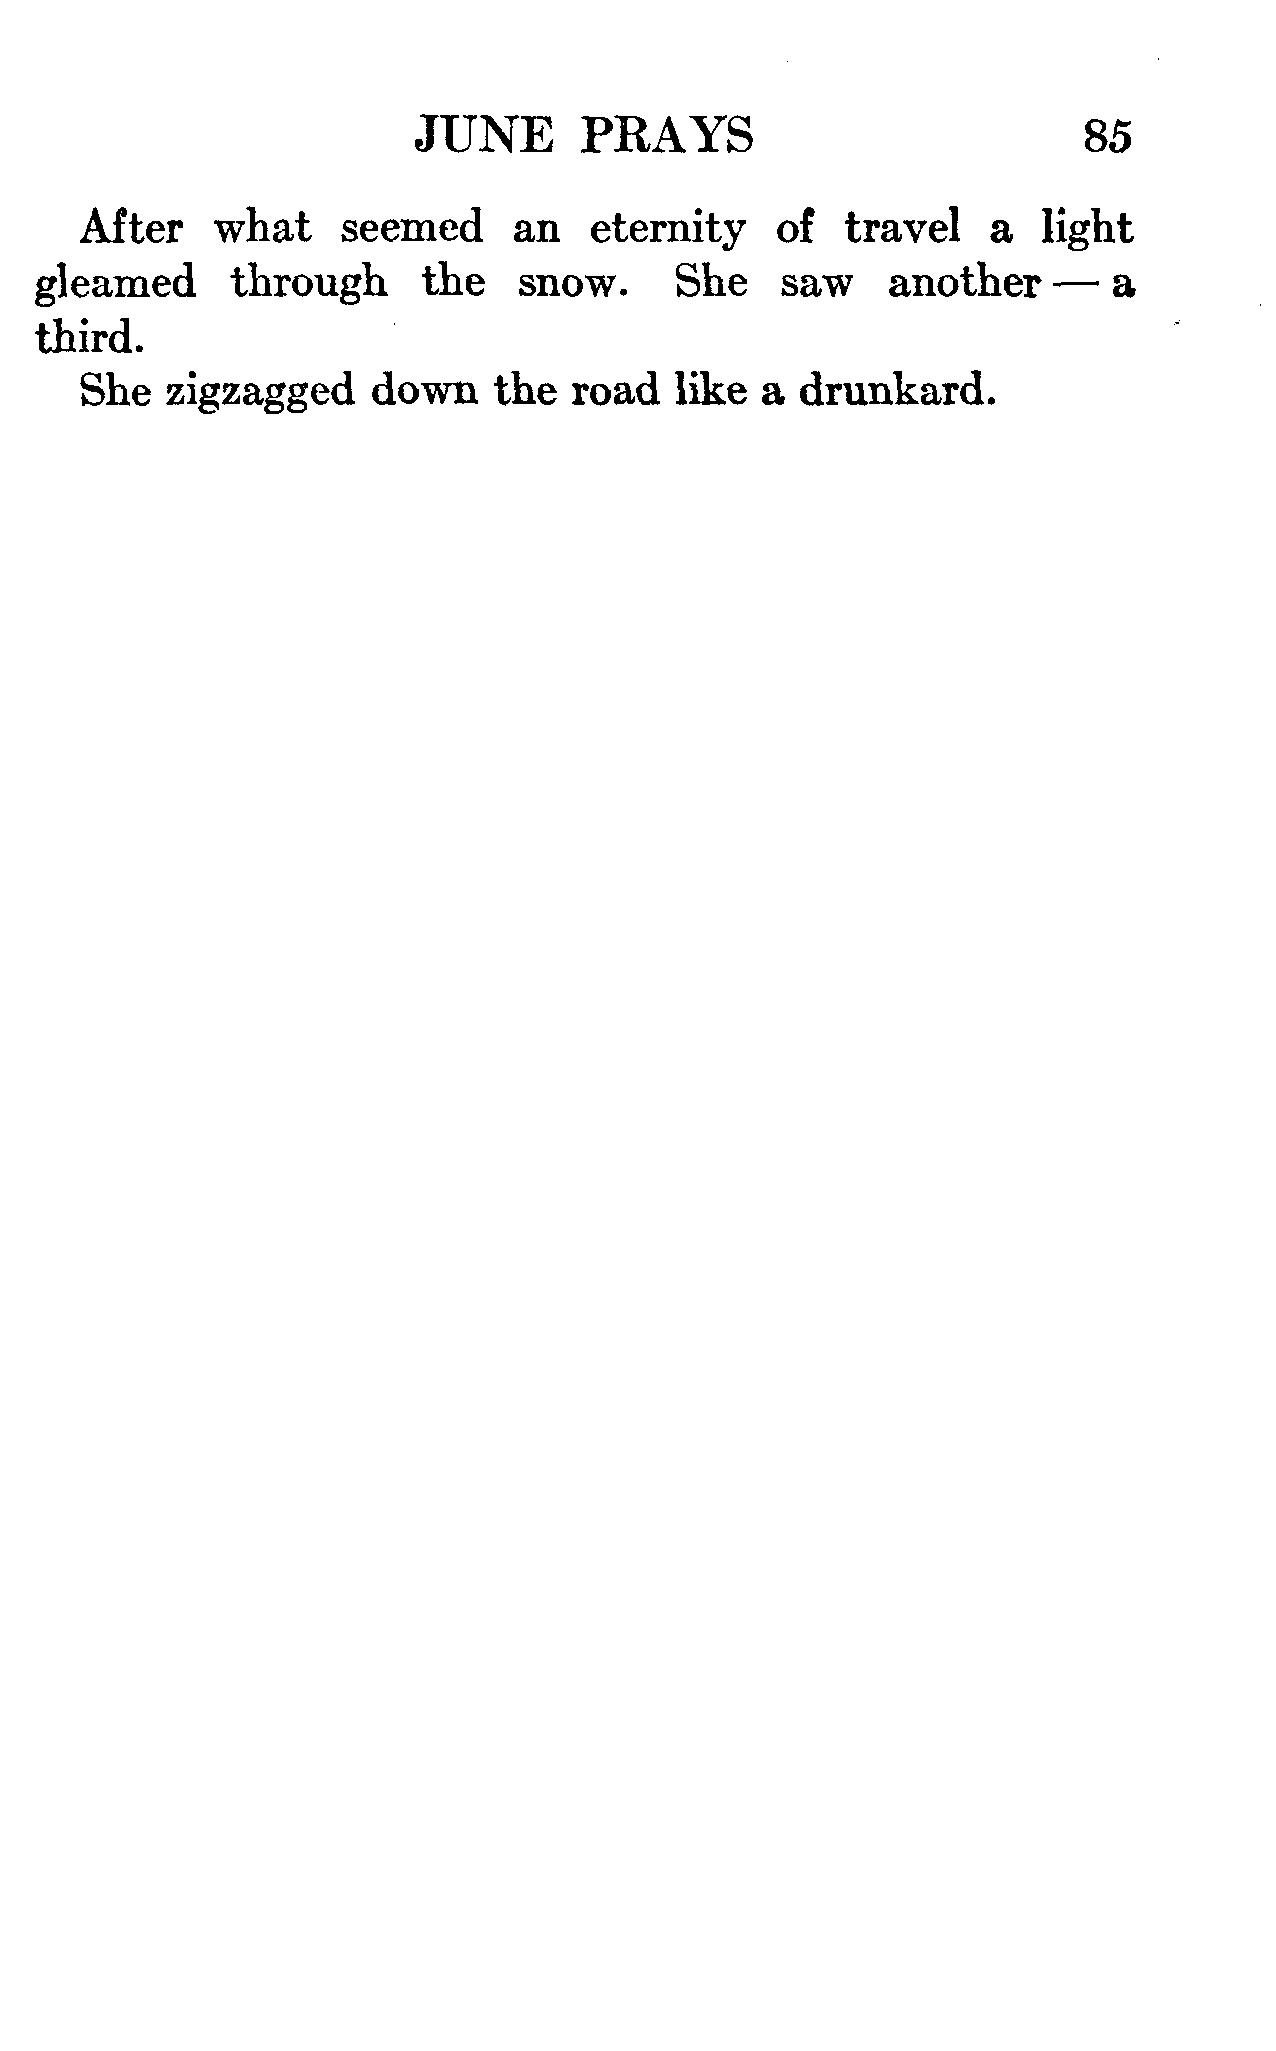 JUNE PRAYS 85
After what seemed an eternity of travel a light
gleamed through the snow. She saw another — a
third.
She zigzagged down the road like a drunkard.